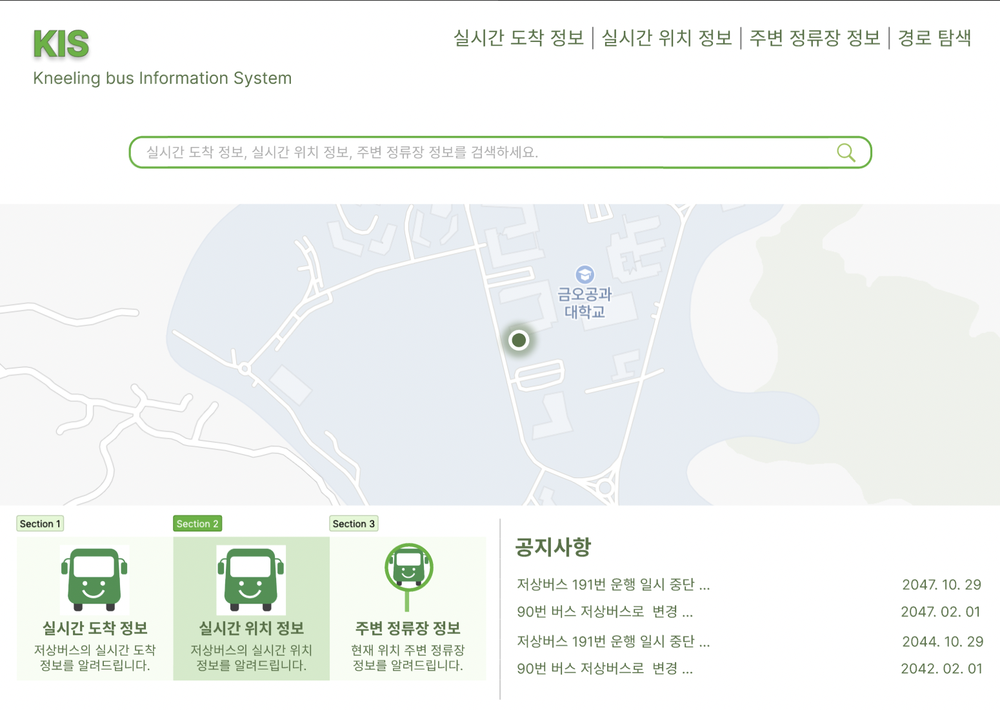 KIS
Kneeling bus Information System
실시간 도착 정보 | 실시간 위치 정보 | 주변 정류장 정보 | 경로 탐색
실시간 도착 정보, 실시간 위치 정보, 주변 정류장 정보를 검색하세요.
금오공과
대학교
Section 1
실시간 도착 정보
저상버스의 실시간 도착
정보를 알려드립니다.
Section 2
실시간 위치 정보
저상버스의 실시간 위치
정보를 알려드립니다.
Section 3
주변 정류장 정보
현재 위치 주변 정류장
정보를 알려드립니다.
공지사항
저상버스 191번 운행 일시 중단 ... 2047. 10. 29
90번 버스 저상버스로  변경 ... 2047. 02. 01
저상버스 191번 운행 일시 중단 ... 2044. 10. 29
90번 버스 저상버스로  변경 ... 2042. 02. 01